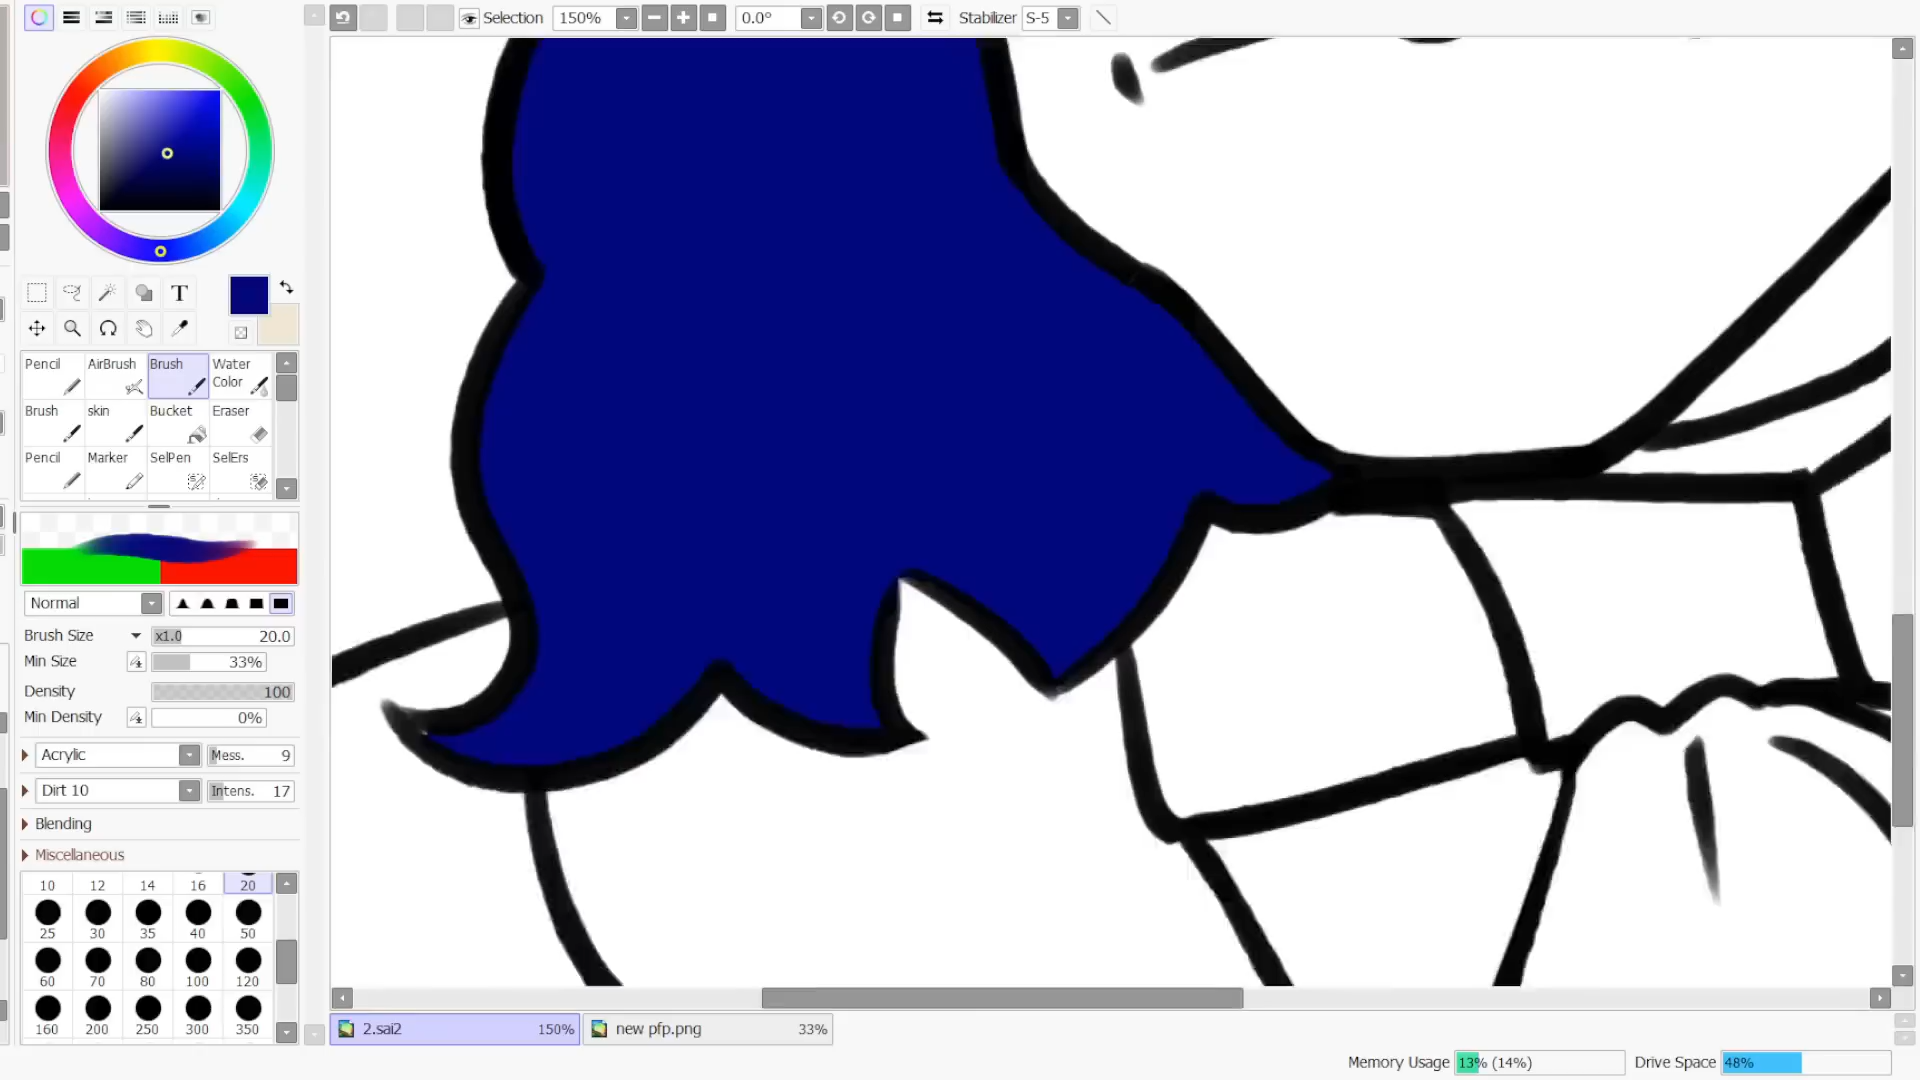 Selection 150% 0.0° Stabilizer S-5
T
Pencil AirBrush Brush Water Color
Brush skin Bucket Eraser
Pencil Marker SelPen SelErs
Normal
Brush Size x1.0 20.0
Min Size 33%
Density 100
Min Density 0%
Acrylic Mess. 9
Dirt 10 Intens. 17
Blending
Miscellaneous
10 12 14 16 20
25 30 35 40 50
60 70 80 100 120
160 200 250 300 350
2.sai2 150% new pfp.png 33%
Memory Usage 13% (14%) Drive Space 48%